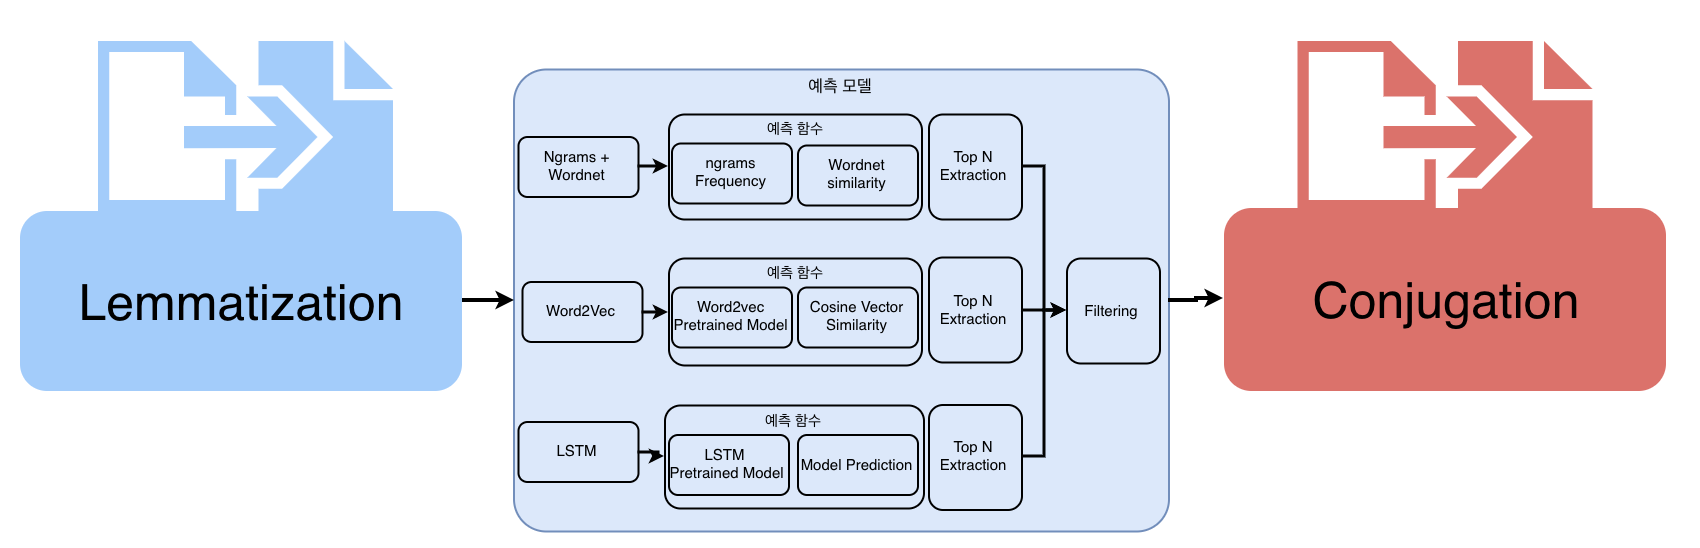 Lemmatization
예측 모델
Ngrams +
Wordnet
예측 함수
ngrams
Frequency
Wordnet
similarity
Top N
Extraction
Word2Vec
예측 함수
Word2vec
Pretrained Model
Cosine Vector
Similarity
Top N
Extraction
LSTM
예측 함수
LSTM
Pretrained Model
Model Prediction
Top N
Extraction
Filtering
Conjugation